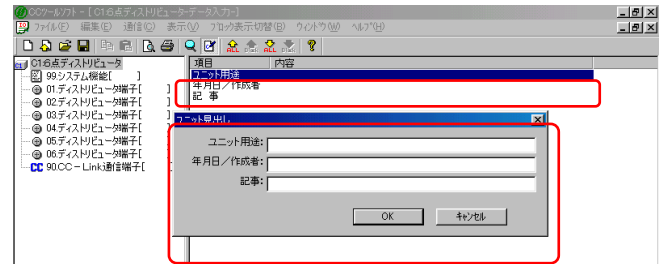 CCツールソフト - [ C1:6点ディストリビュータ-データ入力-]
ファイル(F) 編集(E) 通信(C) 表示(V) ブロック表示切替(B) ウィンドウ(W) ヘルプ(H)
C1:6点ディストリビュータ
99.システム機能[ ]
01.ディストリビュータ端子[ ]
02.ディストリビュータ端子[ ]
03.ディストリビュータ端子[ ]
04.ディストリビュータ端子[ ]
05.ディストリビュータ端子[ ]
06.ディストリビュータ端子[ ]
CC 90.CC－Link通信端子[ ]
項目 内容
ユニット用途
年月日／作成者
記 事
ユニット見出し
ユニット用途:
年月日／作成者:
記事:
OK キャンセル